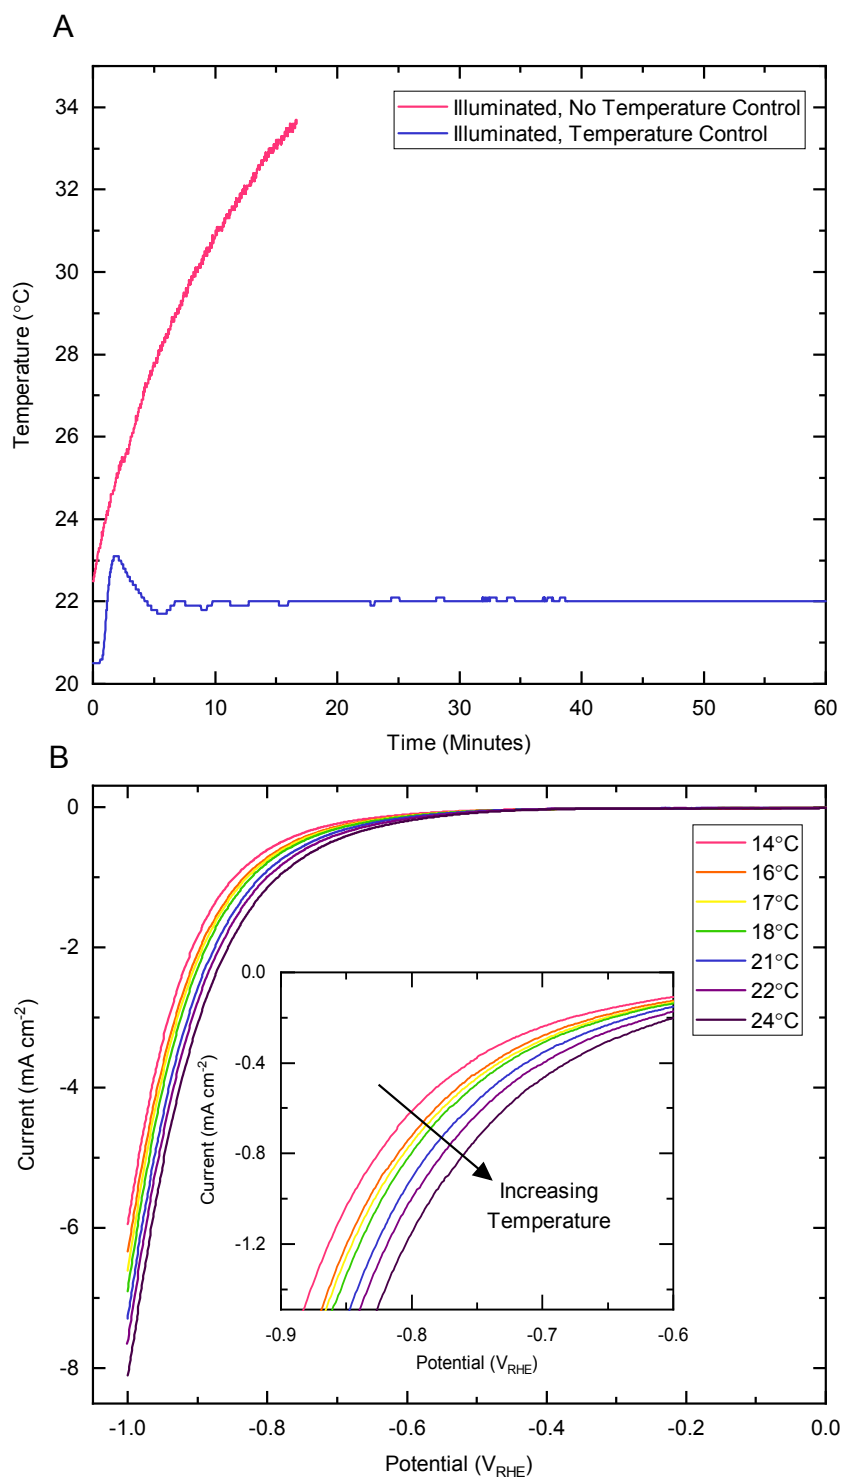 A
34
32
30
28
26
24
22
20
Temperature (°C)
Illuminated, No Temperature Control
Illuminated, Temperature Control
0
10
20
30
40
50
60
Time (Minutes)
B
0
-2
-4
-6
-8
Current (mA cm-2)
14°C
16°C
17°C
18°C
21°C
22°C
24°C
0.0
-0.4
-0.8
-1.2
Current (mA cm-2)
Increasing
Temperature
-0.9
-0.8
-0.7
-0.6
Potential (VRHE)
-1.0
-0.8
-0.6
-0.4
-0.2
0.0
Potential (VRHE)